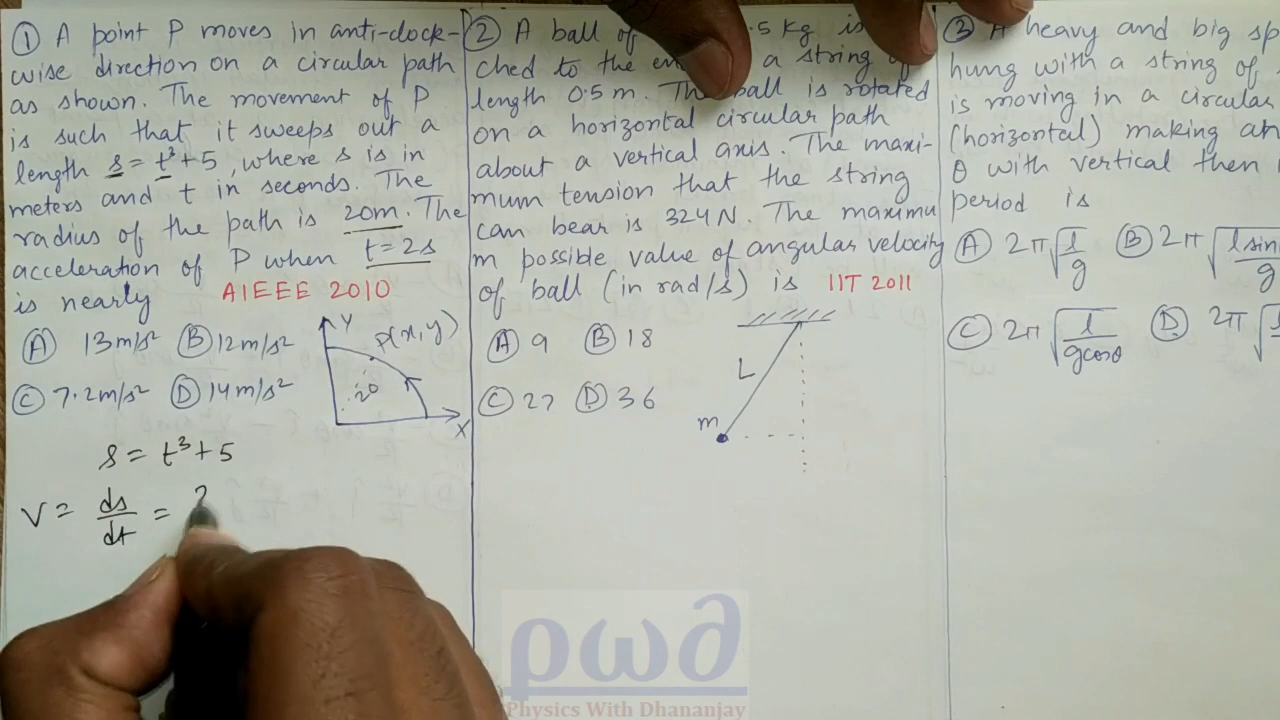 ① A point P moves in anti-clock-
wise direction on a circular path
as shown. The movement of P
is such that it sweeps out a
length s = t³+5, where s is in
meters and t in seconds. The
radius of the path is 20m. The
acceleration of P when t = 2s
is nearly AIEEE 2010
Ⓐ 13m/s² Ⓑ 12m/s²
Ⓒ 7.2m/s² Ⓓ 14m/s²
Y
P(x,y)
20
X
s = t³+5
V = ds/dt =
② A ball of .5 Kg is
ched to the a string
length 0.5m. The ball is rotated
on a horizontal circular path
about a vertical axis. The maxi-
mum tension that the string
can bear is 324N. The maximu
m possible value of angular velocity
of ball (in rad/s) is IIT 2011
Ⓐ 9 Ⓑ 18
Ⓒ 27 Ⓓ 36
L
m
③ A heavy and big sp
hung with a string of
is moving in a circular
(horizontal) making an
θ with vertical then
period is
Ⓐ 2π√(l/g) Ⓑ 2π√(l sin/g
Ⓒ 2π√(l/gcosθ) Ⓓ 2π√
ρω∂
Physics With Dhananjay